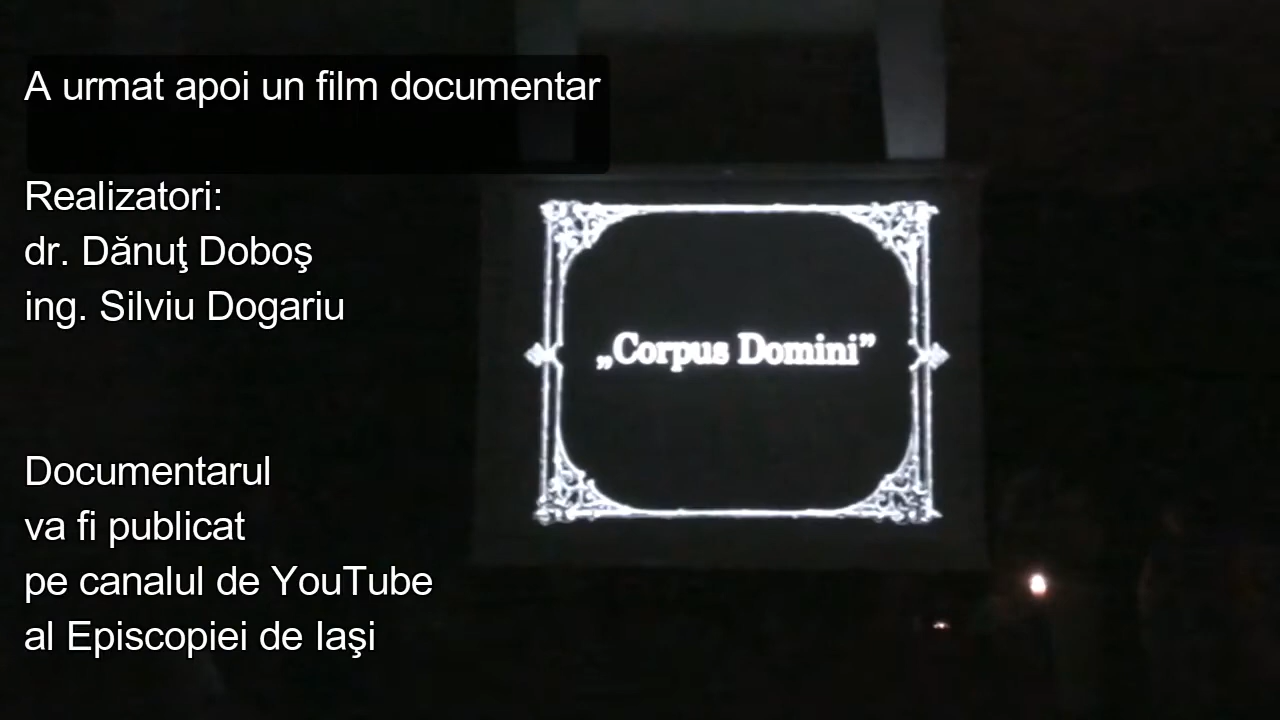 A urmat apoi un film documentar
Realizatori:
dr. Dănuţ Doboş
ing. Silviu Dogariu
„Corpus Domini”
Documentarul
va fi publicat
pe canalul de YouTube
al Episcopiei de Iaşi